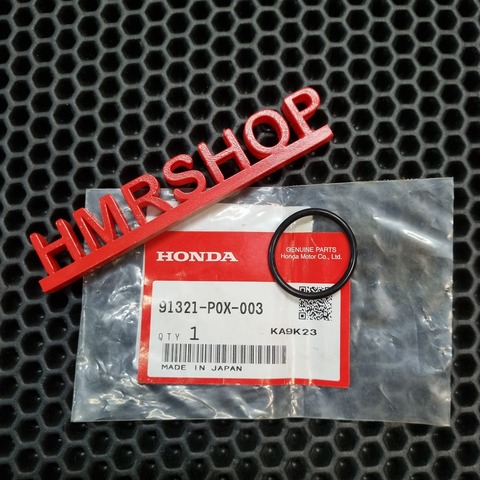 HMRSHOP
HONDA
GENUINE PARTS
Honda Motor Co., Ltd.
91321-P0X-003
QTY 1
KA9K23
MADE IN JAPAN